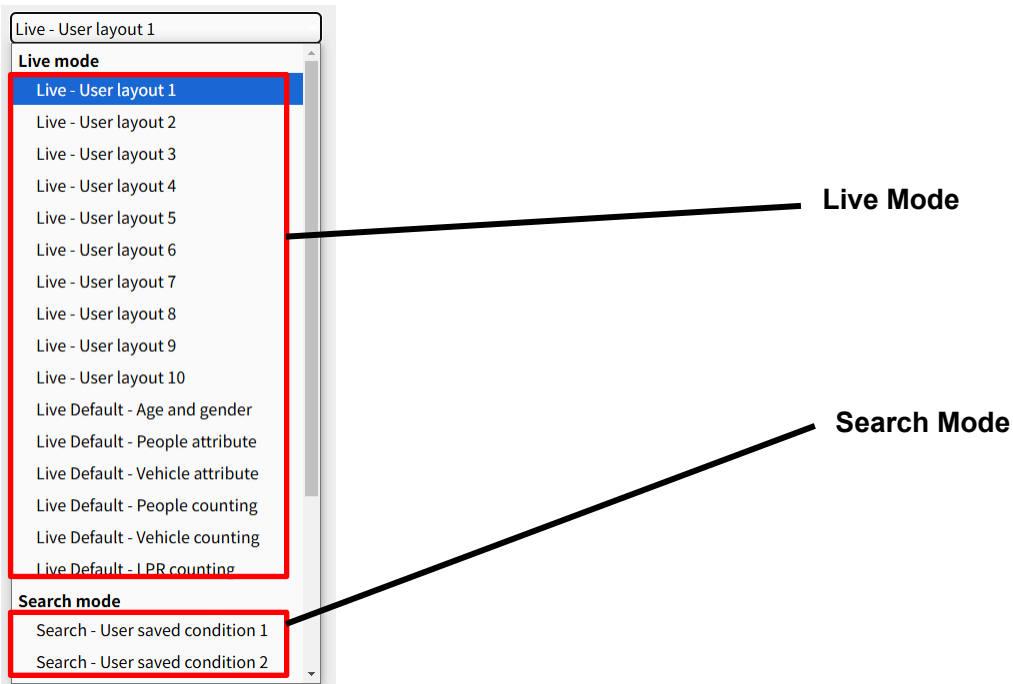 Live - User layout 1
Live mode
Live - User layout 1
Live - User layout 2
Live - User layout 3
Live - User layout 4
Live - User layout 5
Live - User layout 6
Live - User layout 7
Live - User layout 8
Live - User layout 9
Live - User layout 10
Live Default - Age and gender
Live Default - People attribute
Live Default - Vehicle attribute
Live Default - People counting
Live Default - Vehicle counting
Live Default - LPR counting
Search mode
Search - User saved condition 1
Search - User saved condition 2
Live Mode
Search Mode